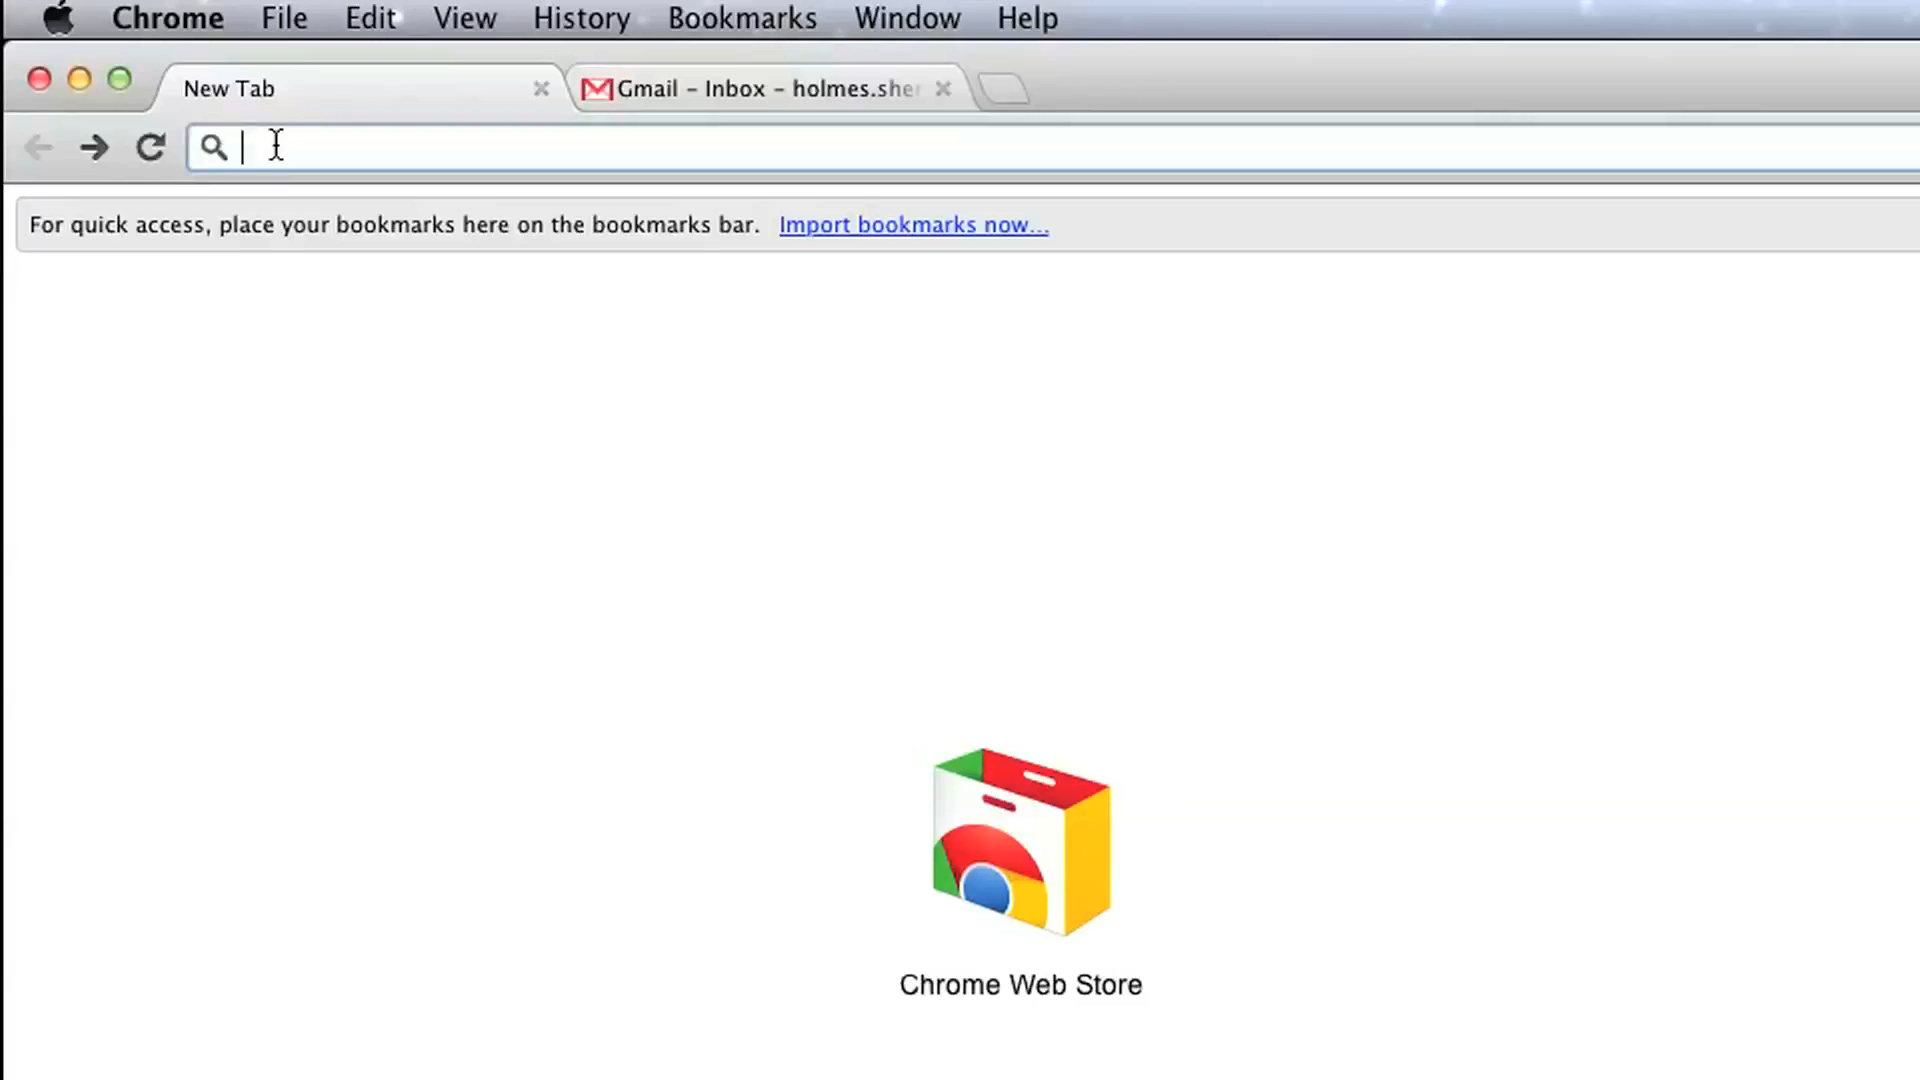 Chrome File Edit View History Bookmarks Window Help
New Tab Gmail – Inbox – holmes.she
For quick access, place your bookmarks here on the bookmarks bar. Import bookmarks now...
Chrome Web Store